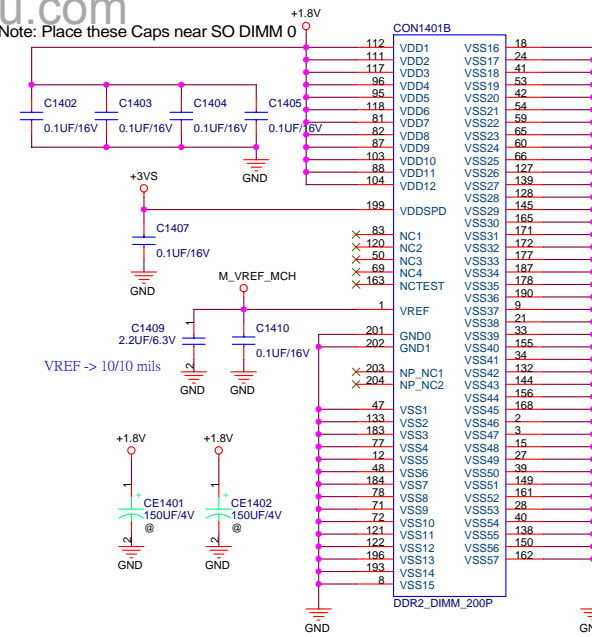 u.com
Note: Place these Caps near SO DIMM 0
+1.8V
CON1401B
112 VDD1 VSS16 18
111 VDD2 VSS17 24
117 VDD3 VSS18 41
96 VDD4 VSS19 53
95 VDD5 VSS20 42
118 VDD6 VSS21 54
81 VDD7 VSS22 59
82 VDD8 VSS23 65
87 VDD9 VSS24 60
103 VDD10 VSS25 66
88 VDD11 VSS26 127
104 VDD12 VSS27 139
VSS28 128
199 VDDSPD VSS29 145
VSS30 165
83 NC1 VSS31 171
120 NC2 VSS32 172
50 NC3 VSS33 177
69 NC4 VSS34 187
163 NCTEST VSS35 178
VSS36 190
1 VREF VSS37 9
VSS38 21
201 GND0 VSS39 33
202 GND1 VSS40 155
VSS41 34
203 NP_NC1 VSS42 132
204 NP_NC2 VSS43 144
VSS44 156
47 VSS1 VSS45 168
133 VSS2 VSS46 2
183 VSS3 VSS47 3
77 VSS4 VSS48 15
12 VSS5 VSS49 27
48 VSS6 VSS50 39
184 VSS7 VSS51 149
78 VSS8 VSS52 161
71 VSS9 VSS53 28
72 VSS10 VSS54 40
121 VSS11 VSS55 138
122 VSS12 VSS56 150
196 VSS13 VSS57 162
193 VSS14
8 VSS15
DDR2_DIMM_200P
C1402 C1403 C1404 C1405
0.1UF/16V 0.1UF/16V 0.1UF/16V 0.1UF/16V
GND
+3VS
C1407
0.1UF/16V
GND
M_VREF_MCH
C1409 1 C1410
2.2UF/6.3V 0.1UF/16V
2
GND GND
VREF -> 10/10 mils
+1.8V +1.8V
1 1
+ +
CE1401 CE1402
150UF/4V 150UF/4V
@ @
2 2
GND GND
GND